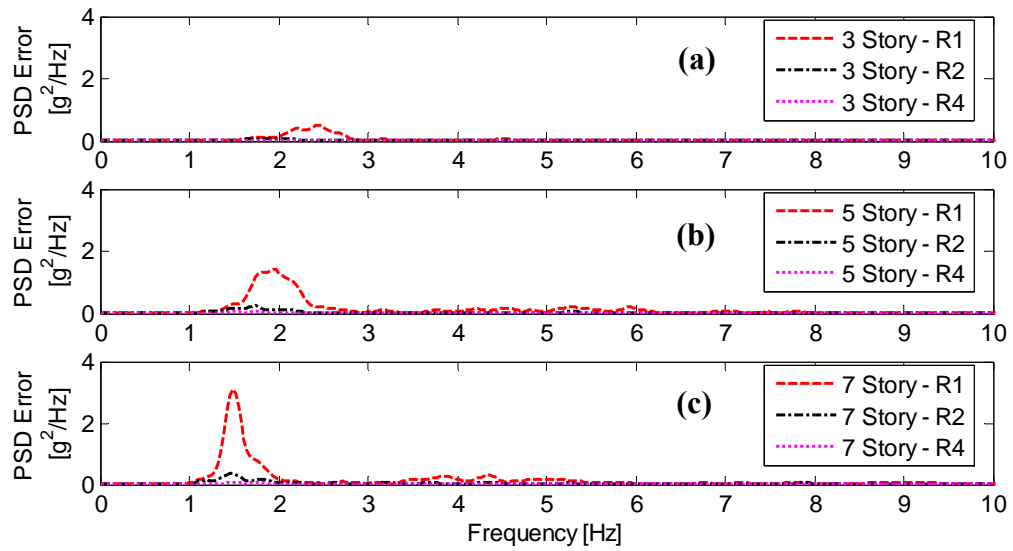 PSD Error
[g²/Hz]
4
2
0
(a)
3 Story - R1
3 Story - R2
3 Story - R4
0 1 2 3 4 5 6 7 8 9 10
PSD Error
[g²/Hz]
4
2
0
(b)
5 Story - R1
5 Story - R2
5 Story - R4
0 1 2 3 4 5 6 7 8 9 10
PSD Error
[g²/Hz]
4
2
0
(c)
7 Story - R1
7 Story - R2
7 Story - R4
0 1 2 3 4 5 6 7 8 9 10
Frequency [Hz]